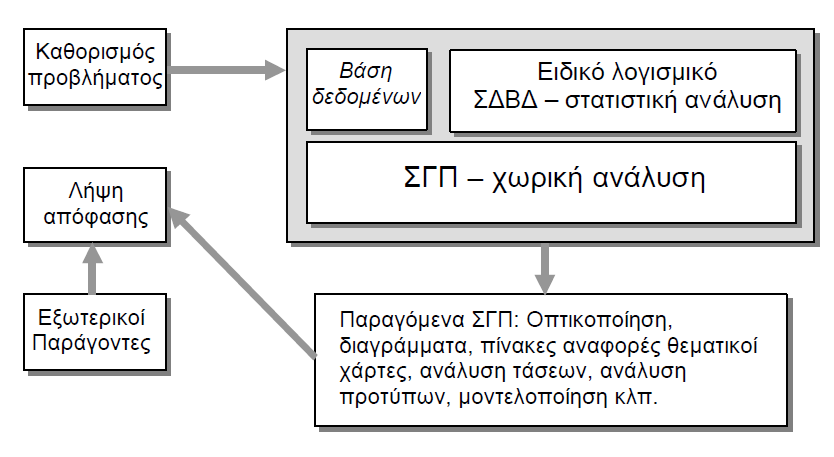 Καθορισμός
προβλήματος
Βάση
δεδομένων
Ειδικό λογισμικό
ΣΔΒΔ – στατιστική ανάλυση
ΣΓΠ – χωρική ανάλυση
Λήψη
απόφασης
Εξωτερικοί
Παράγοντες
Παραγόμενα ΣΓΠ: Οπτικοποίηση,
διαγράμματα, πίνακες αναφορές θεματικοί
χάρτες, ανάλυση τάσεων, ανάλυση
προτύπων, μοντελοποίηση κλπ.